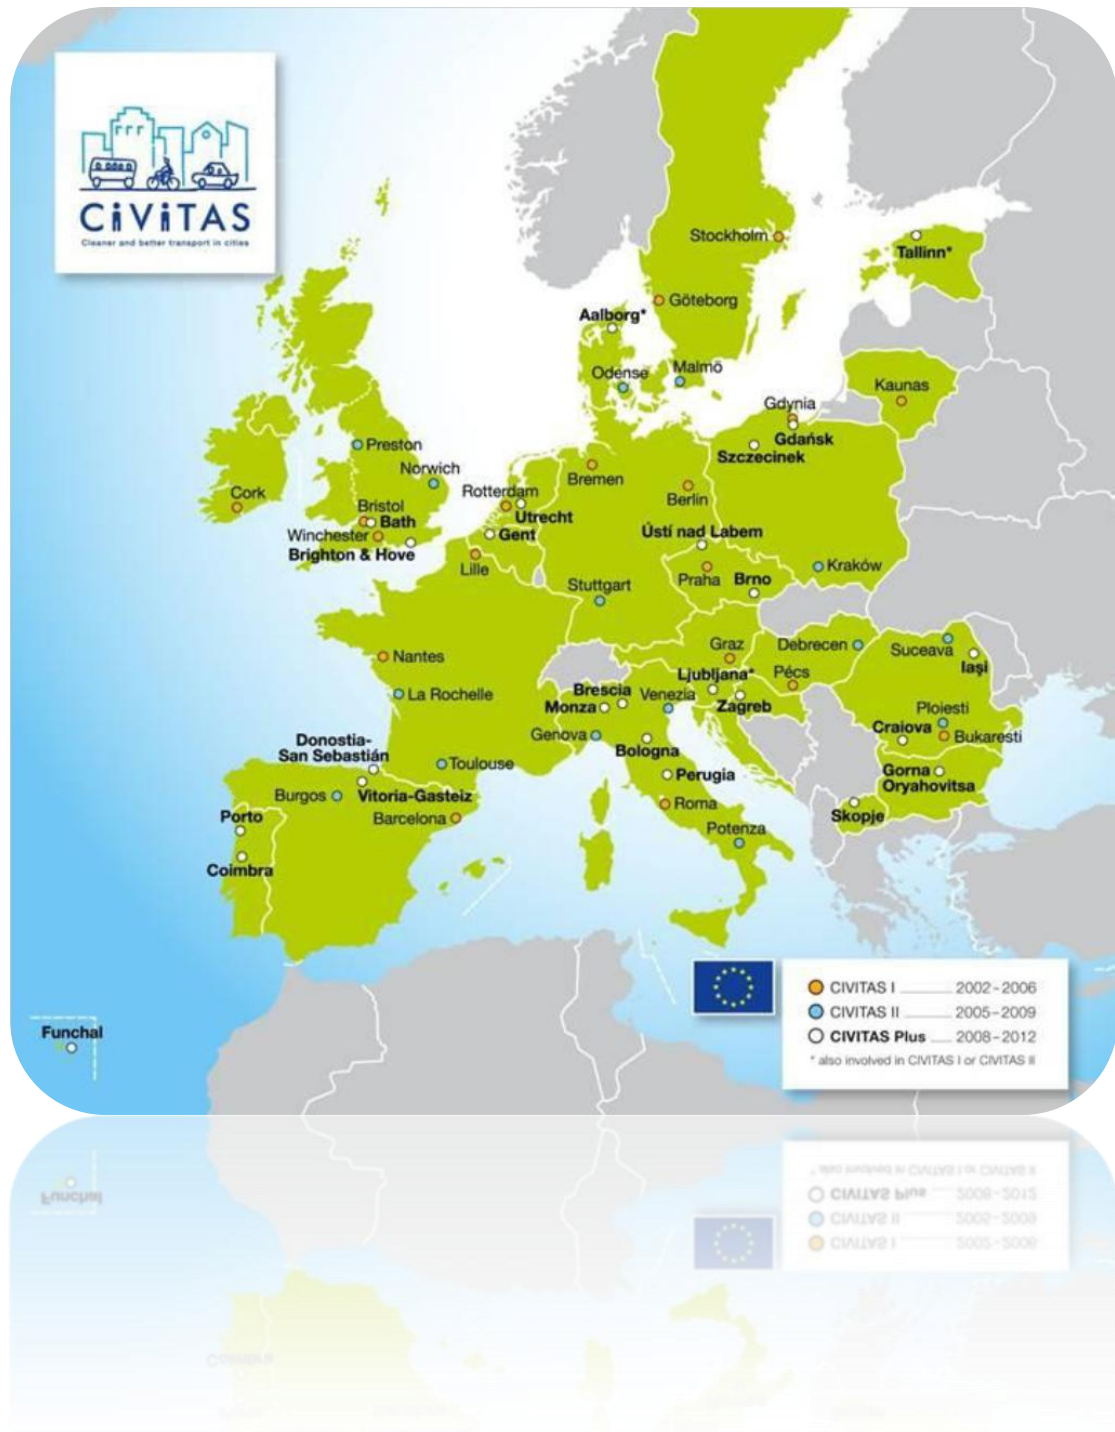 CiViTAS
Cleaner and better transport in cities
Stockholm
Tallinn*
Göteborg
Aalborg*
Odense
Malmö
Kaunas
Gdynia
Gdańsk
Szczecinek
Preston
Norwich
Cork
Bristol
Bath
Winchester
Brighton & Hove
Rotterdam
Utrecht
Gent
Lille
Bremen
Berlin
Ústí nad Labem
Praha
Brno
Kraków
Stuttgart
Nantes
La Rochelle
Graz
Debrecen
Suceava
Iaşi
Ljubljana*
Pécs
Brescia
Monza
Venezia
Zagreb
Genova
Bologna
Ploiesti
Craiova
Bukaresti
Donostia-
San Sebastián
Toulouse
Burgos
Vitoria-Gasteiz
Barcelona
Perugia
Roma
Potenza
Gorna
Oryahovitsa
Skopje
Porto
Coimbra
Funchal
CIVITAS I 2002-2006
CIVITAS II 2005-2009
CIVITAS Plus 2008-2012
* also involved in CIVITAS I or CIVITAS II